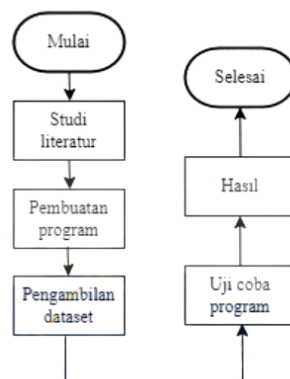 Mulai
Studi
literatur
Pembuatan
program
Pengambilan
dataset
Uji coba
program
Hasil
Selesai